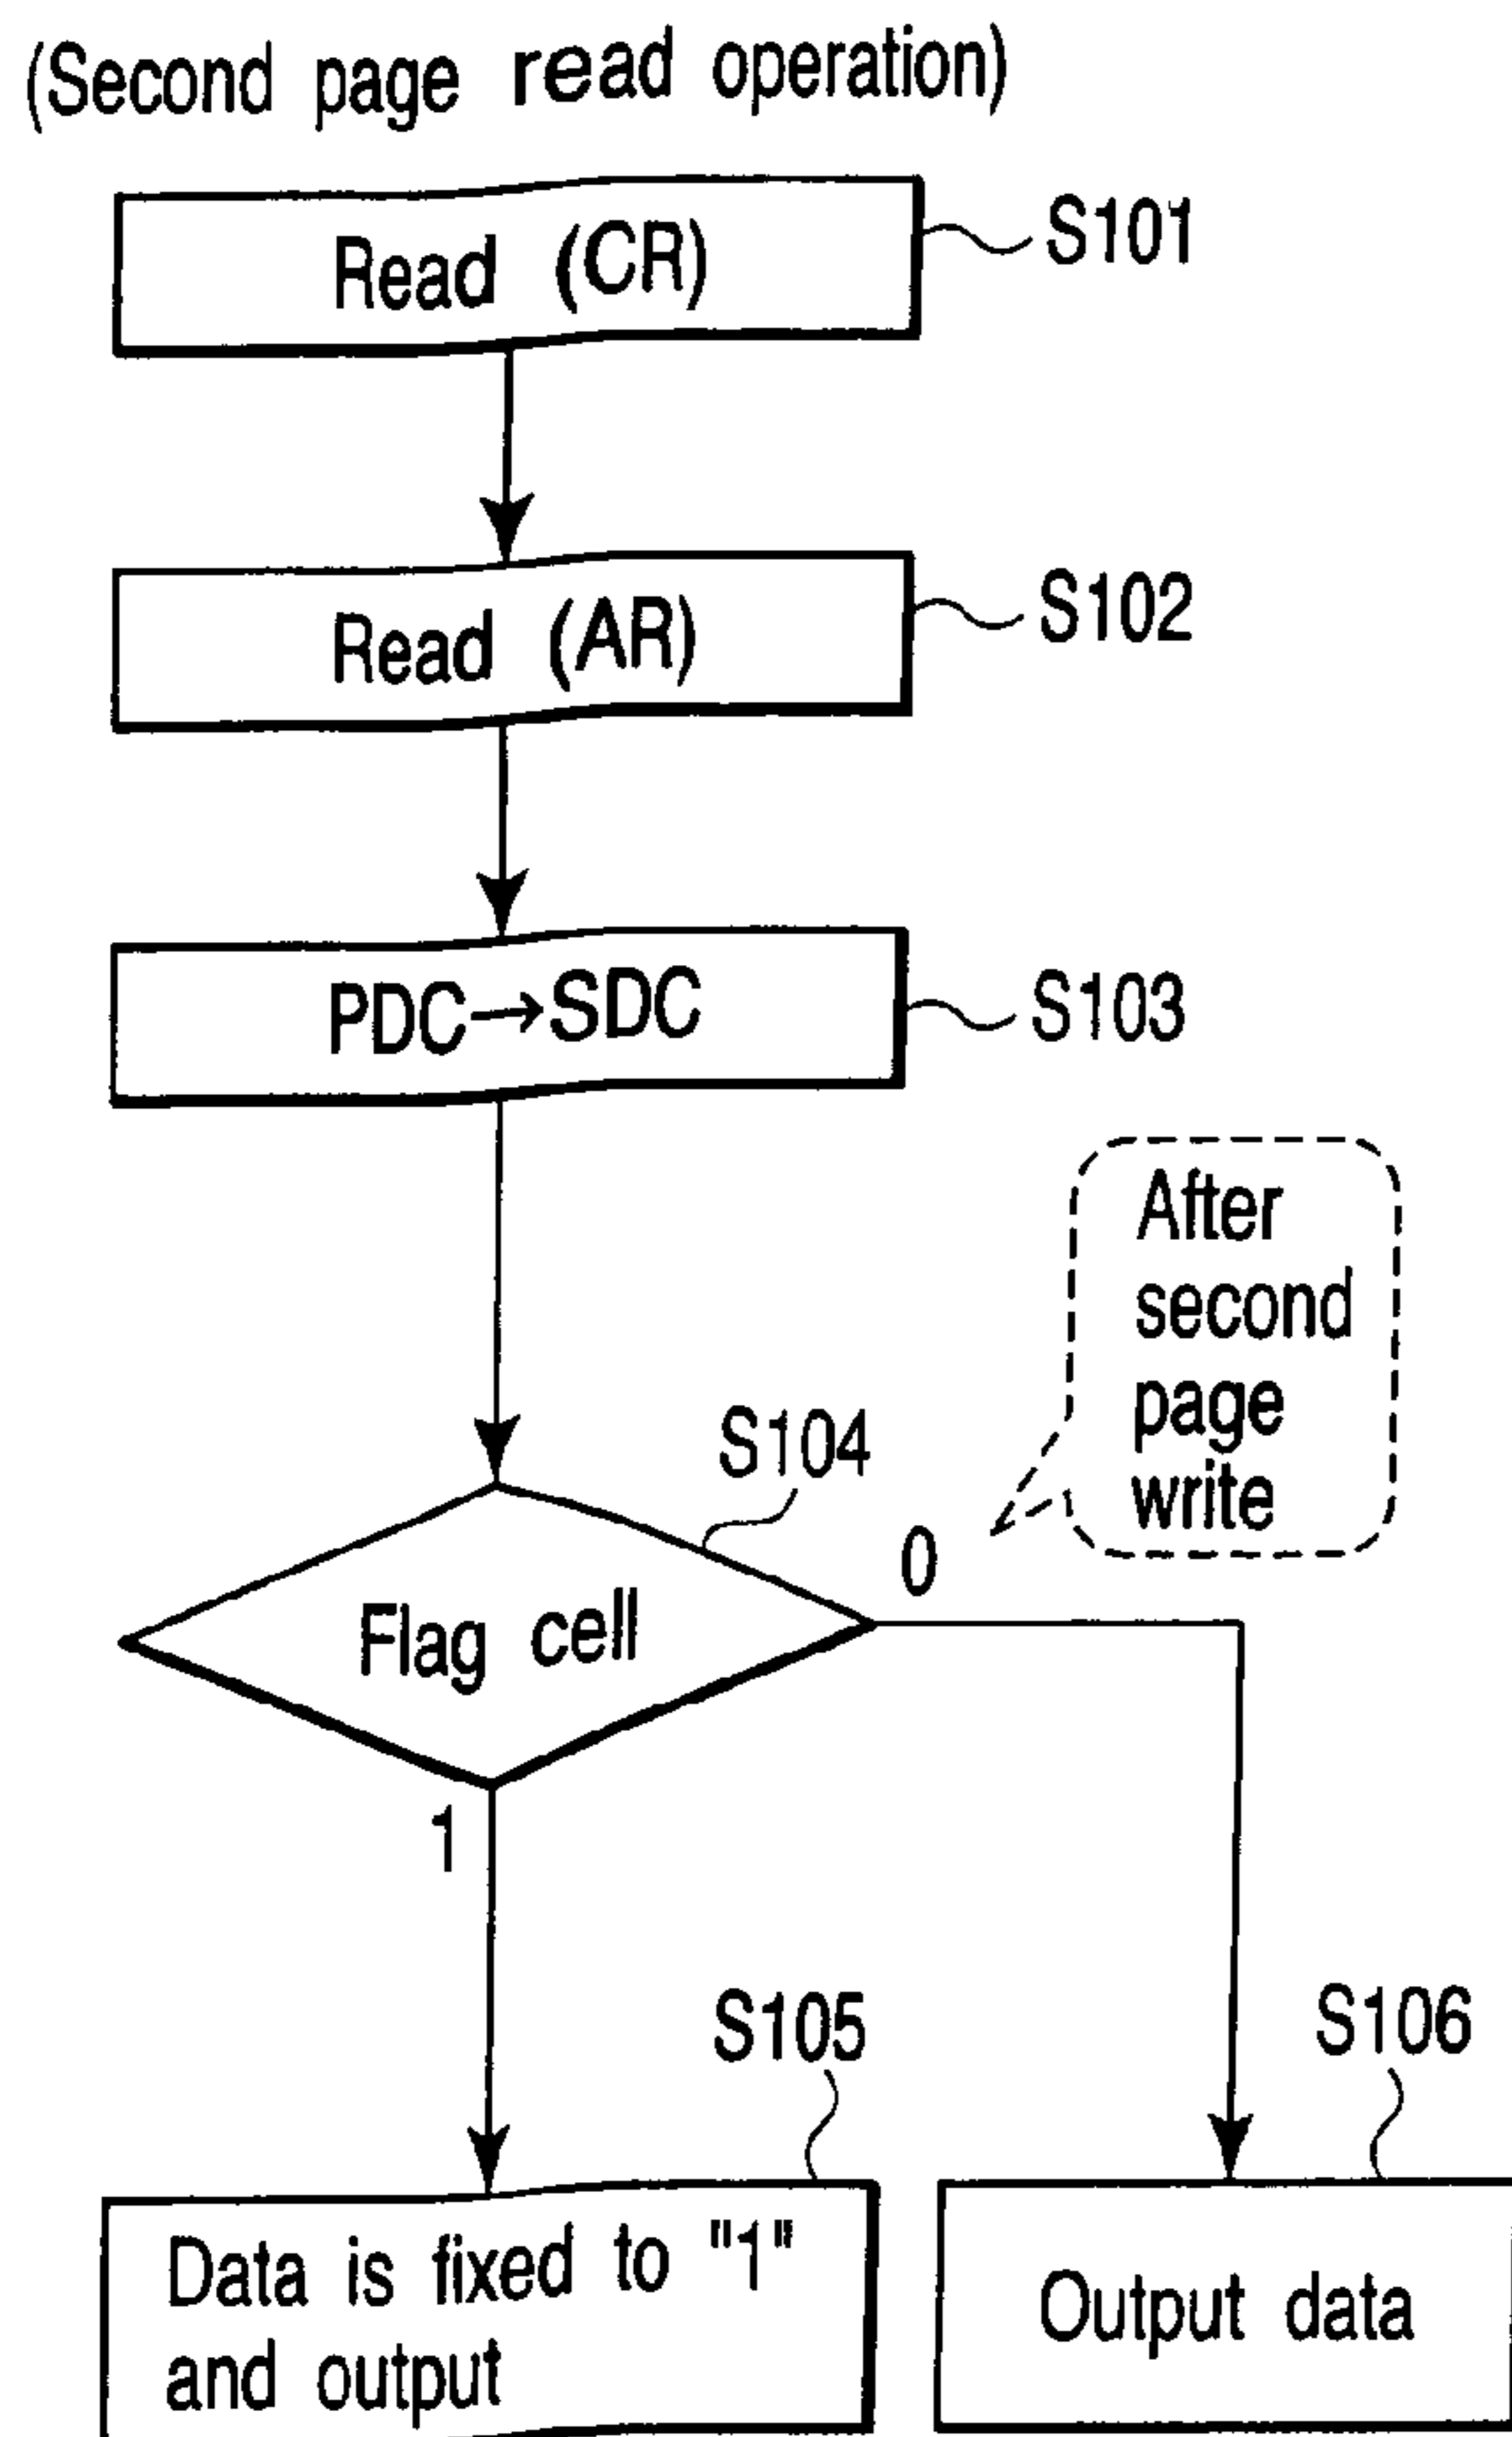 (Second page read operation)
Read (CR)
S101
Read (AR)
S102
PDC→SDC
S103
After
second
page
write
S104
0
Flag cell
1
S105
S106
Data is fixed to "1"
and output
Output data